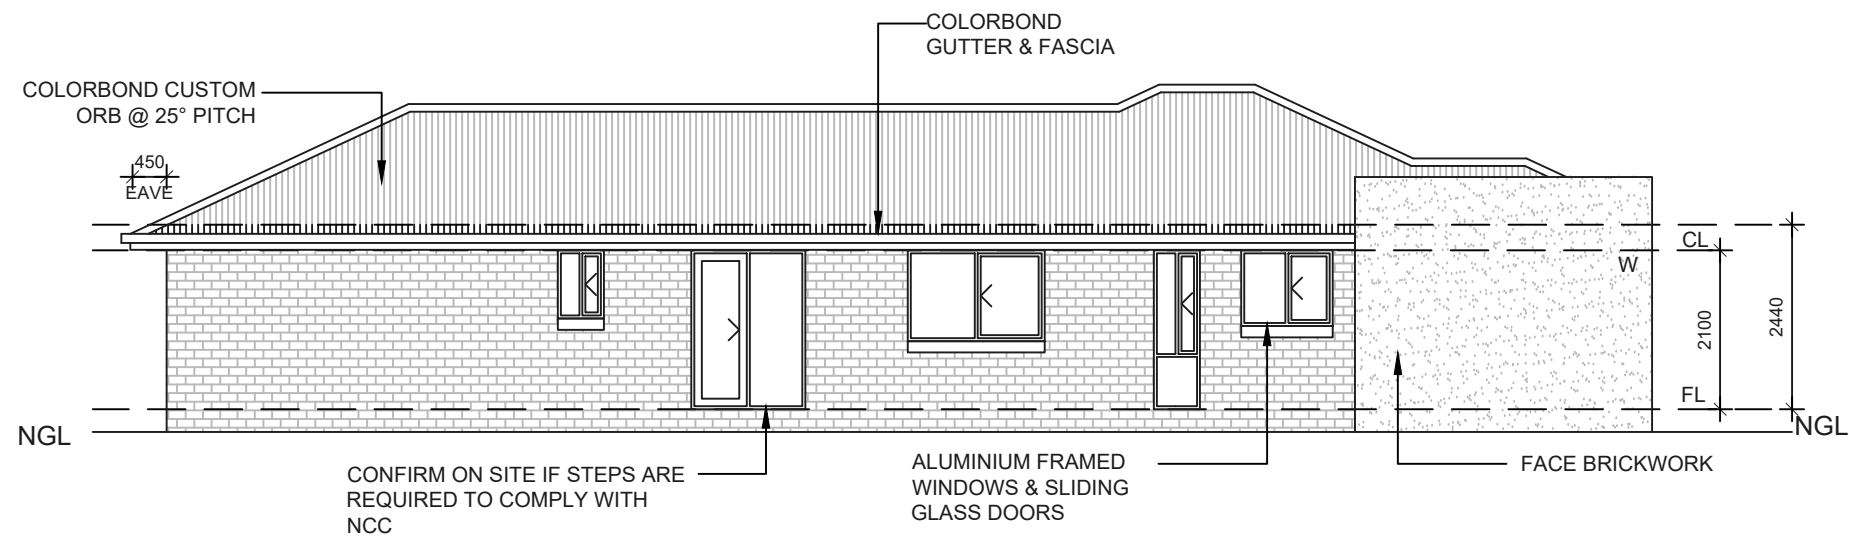 COLORBOND
GUTTER & FASCIA
COLORBOND CUSTOM
ORB @ 25° PITCH
450
EAVE
CL
W
2100
2440
FL
NGL
NGL
CONFIRM ON SITE IF STEPS ARE
REQUIRED TO COMPLY WITH
NCC
ALUMINIUM FRAMED
WINDOWS & SLIDING
GLASS DOORS
FACE BRICKWORK